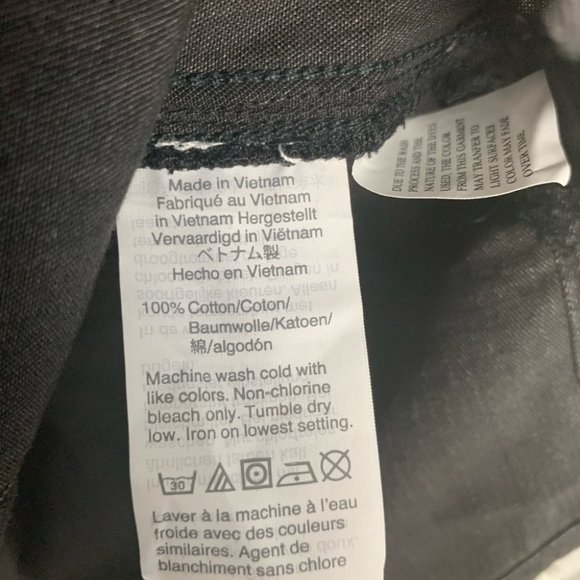 Made in Vietnam
Fabriqué au Vietnam
in Vietnam Hergestellt
Vervaardigd in Viëtnam
ベトナム製
Hecho en Vietnam
100% Cotton/Coton/
Baumwolle/Katoen/
綿/algodón
Machine wash cold with
like colors. Non-chlorine
bleach only. Tumble dry
low. Iron on lowest setting.
30
Laver à la machine à l'eau
froide avec des couleurs
similaires. Agent de
blanchiment sans chlore
DUE TO THE WASH
PROCESS AND THE
NATURE OF THE DYES
USED, THE COLOR
FROM THIS GARMENT
MAY TRANSFER TO
LIGHT SURFACES
COLOR MAY FADE
OVER TIME.